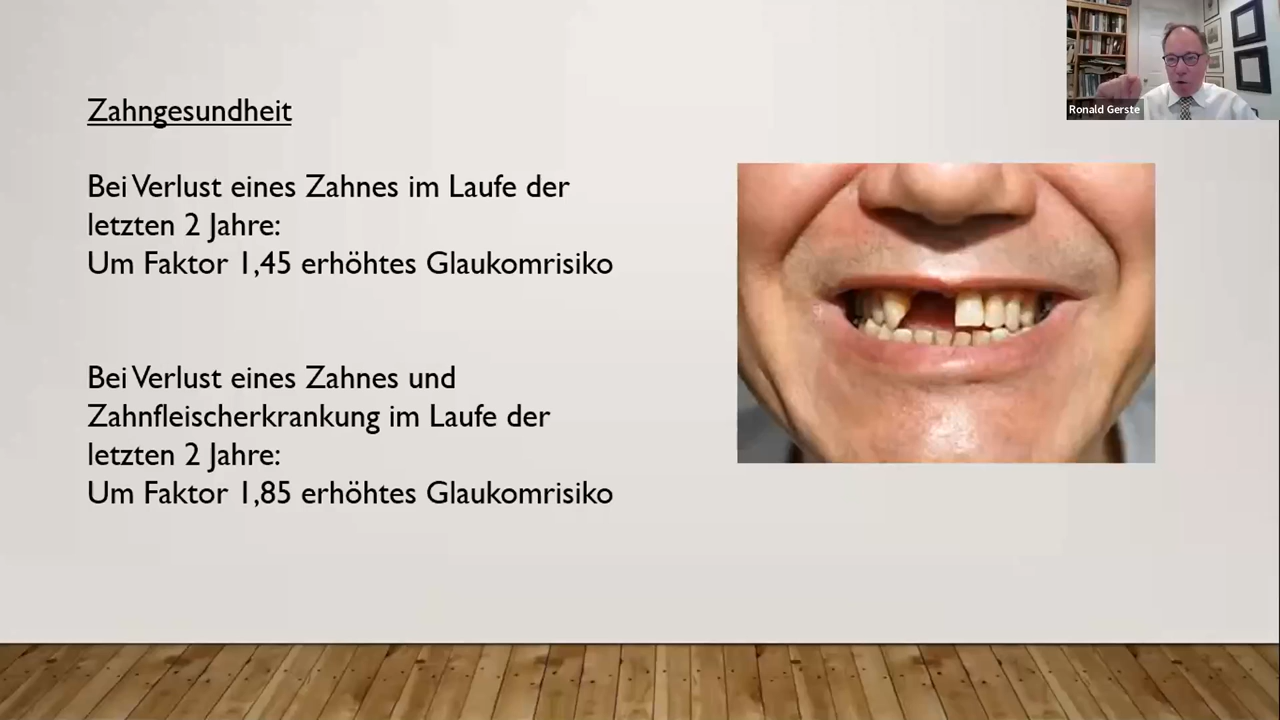 Zahngesundheit
Bei Verlust eines Zahnes im Laufe der
letzten 2 Jahre:
Um Faktor 1,45 erhöhtes Glaukomrisiko
Bei Verlust eines Zahnes und
Zahnfleischerkrankung im Laufe der
letzten 2 Jahre:
Um Faktor 1,85 erhöhtes Glaukomrisiko
Ronald Gerste